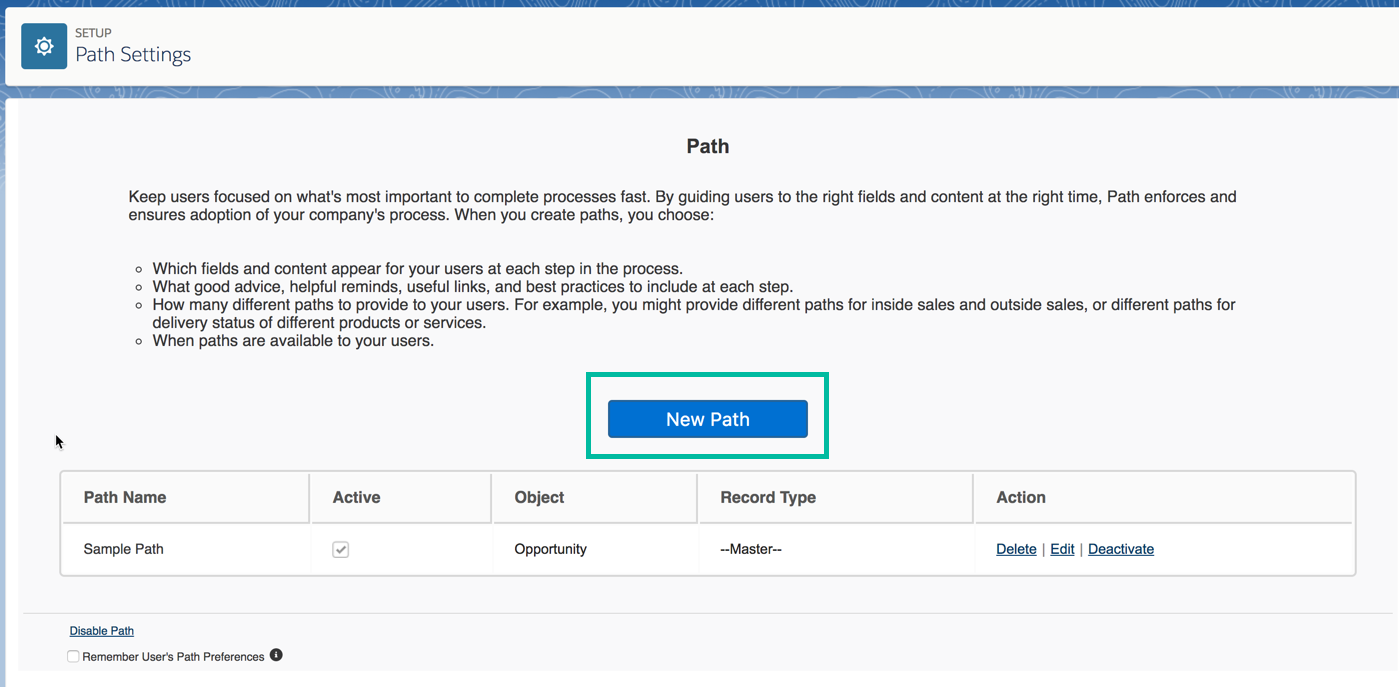 SETUP
Path Settings
Path
Keep users focused on what's most important to complete processes fast. By guiding users to the right fields and content at the right time, Path enforces and
ensures adoption of your company's process. When you create paths, you choose:
Which fields and content appear for your users at each step in the process.
What good advice, helpful reminds, useful links, and best practices to include at each step.
How many different paths to provide to your users. For example, you might provide different paths for inside sales and outside sales, or different paths for
delivery status of different products or services.
When paths are available to your users.
New Path
Path Name Active Object Record Type Action
Sample Path Opportunity --Master-- Delete | Edit | Deactivate
Disable Path
Remember User's Path Preferences